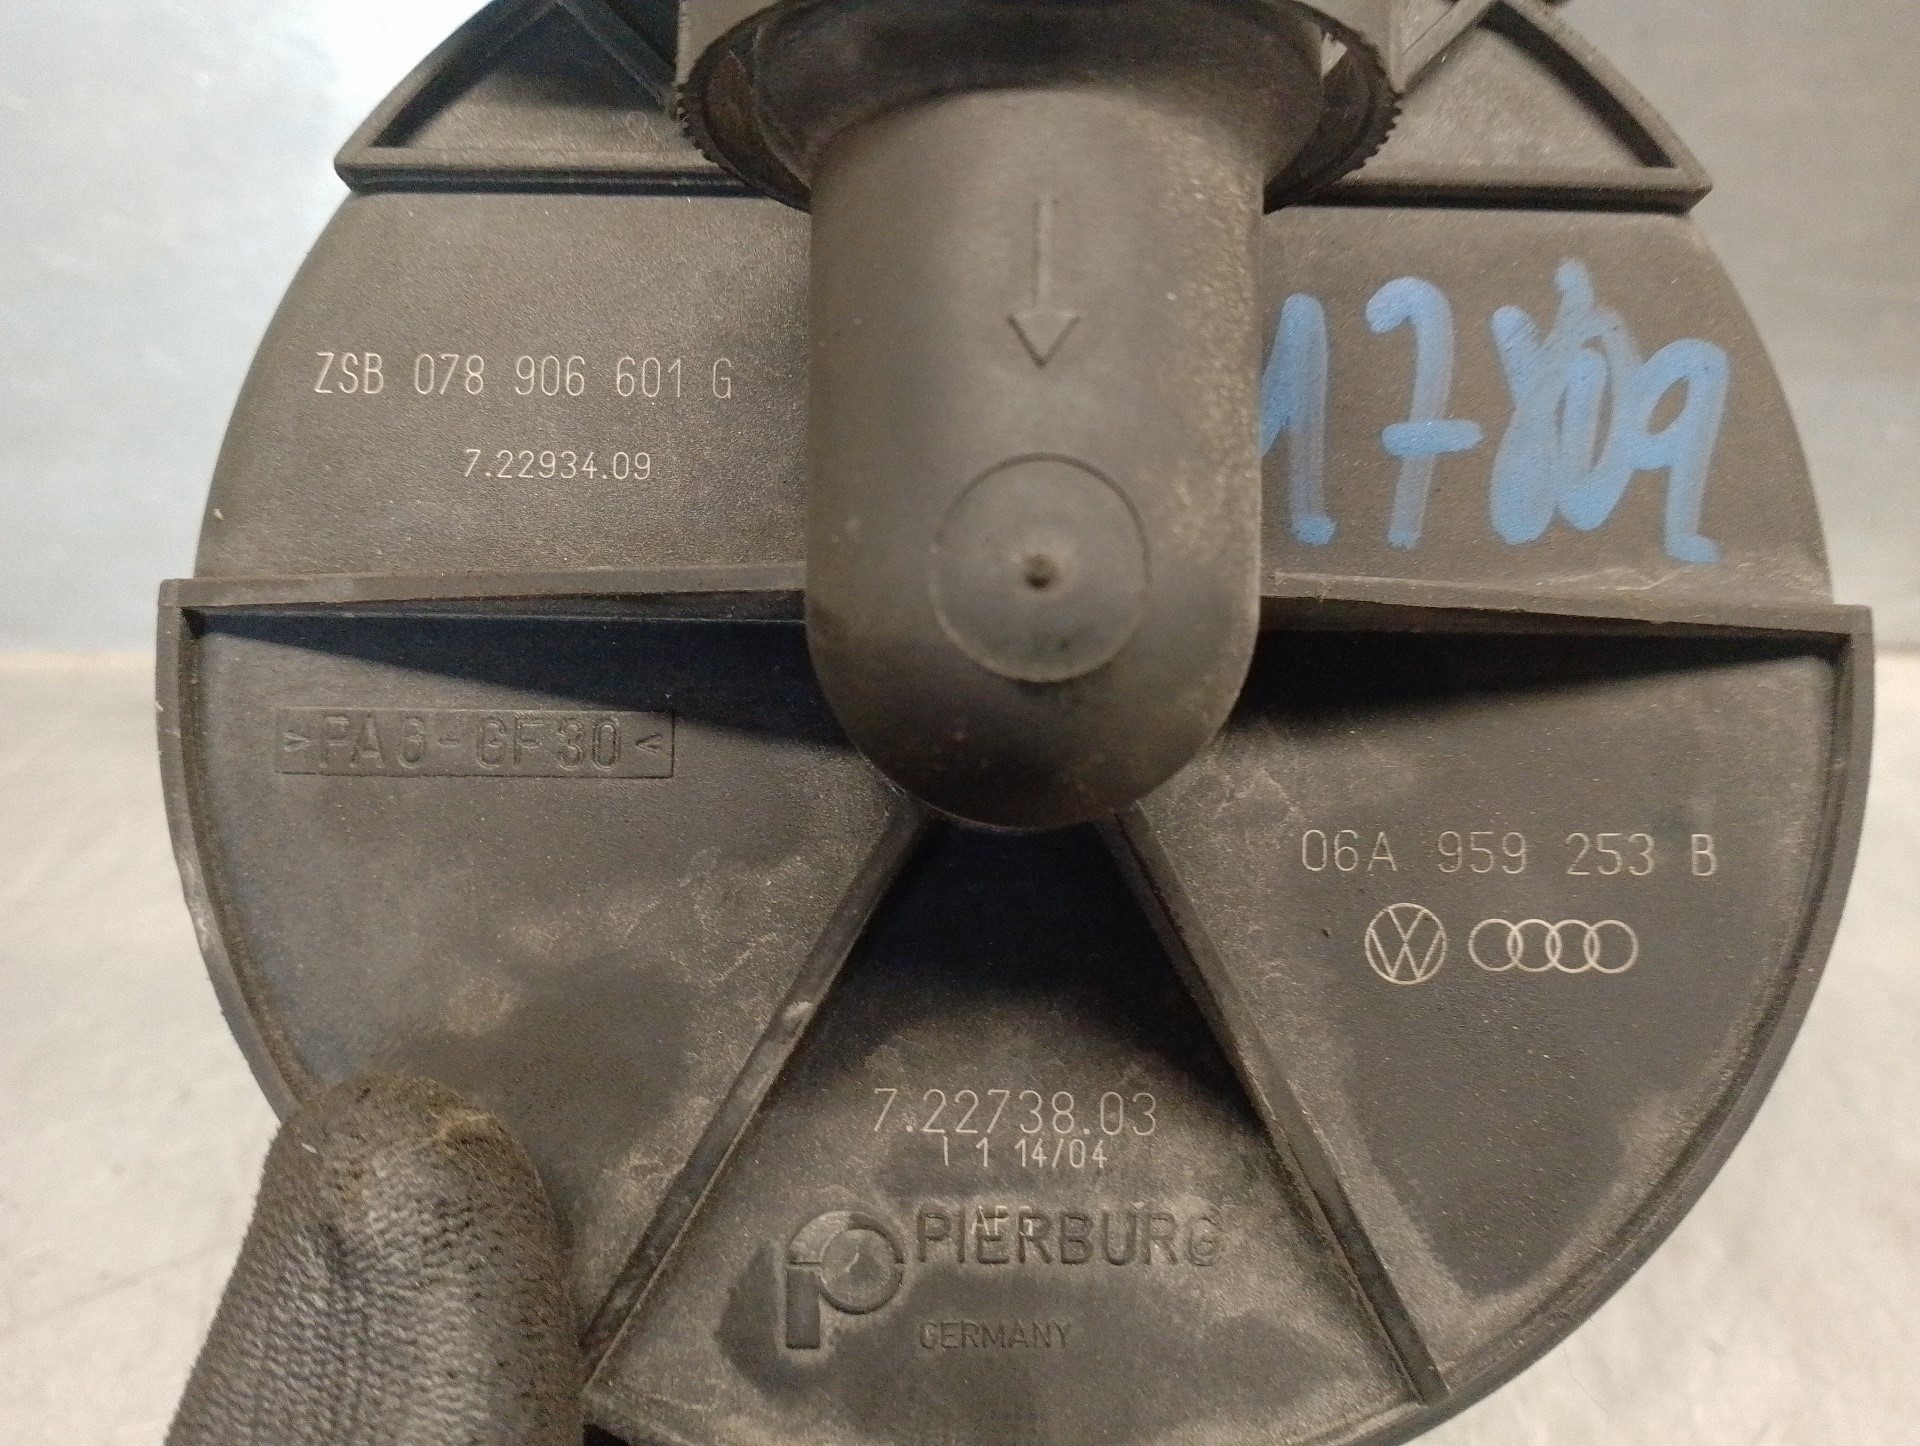 ZSB 078 906 601 G
7.22934.09
17809
>PA6-GF30<
06A 959 253 B
7.22738.03
I 1 14/04
PIERBURG
GERMANY